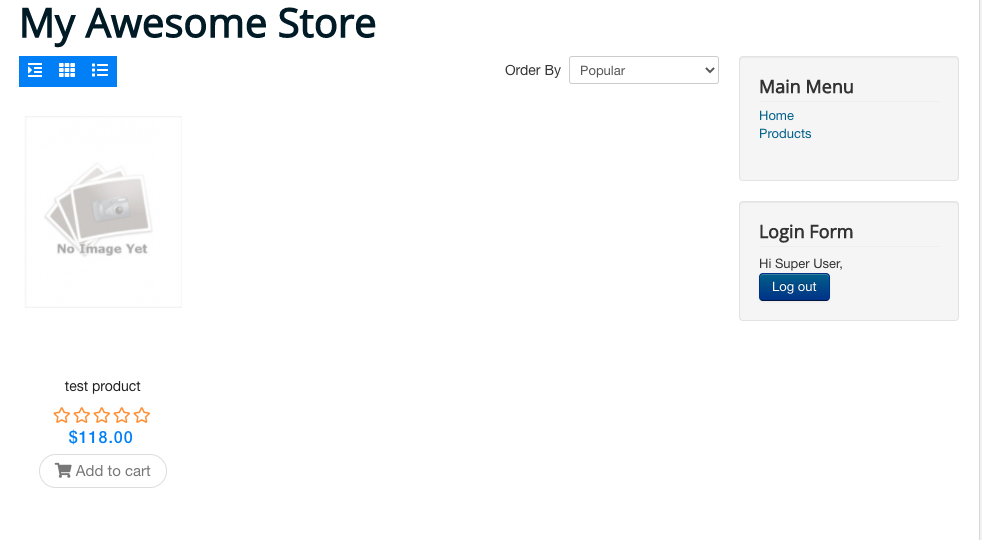 My Awesome Store
Order By Popular
No Image Yet
test product
$118.00
Add to cart
Main Menu
Home
Products
Login Form
Hi Super User,
Log out